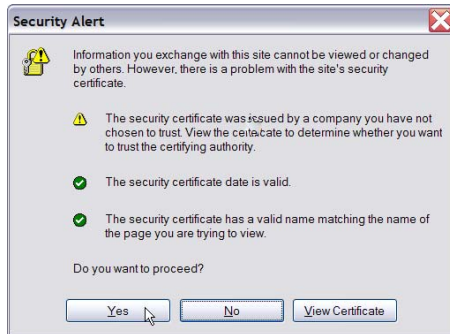 Security Alert
Information you exchange with this site cannot be viewed or changed
by others. However, there is a problem with the site's security
certificate.
The security certificate was issued by a company you have not
chosen to trust. View the certificate to determine whether you want
to trust the certifying authority.
The security certificate date is valid.
The security certificate has a valid name matching the name of
the page you are trying to view.
Do you want to proceed?
Yes No View Certificate